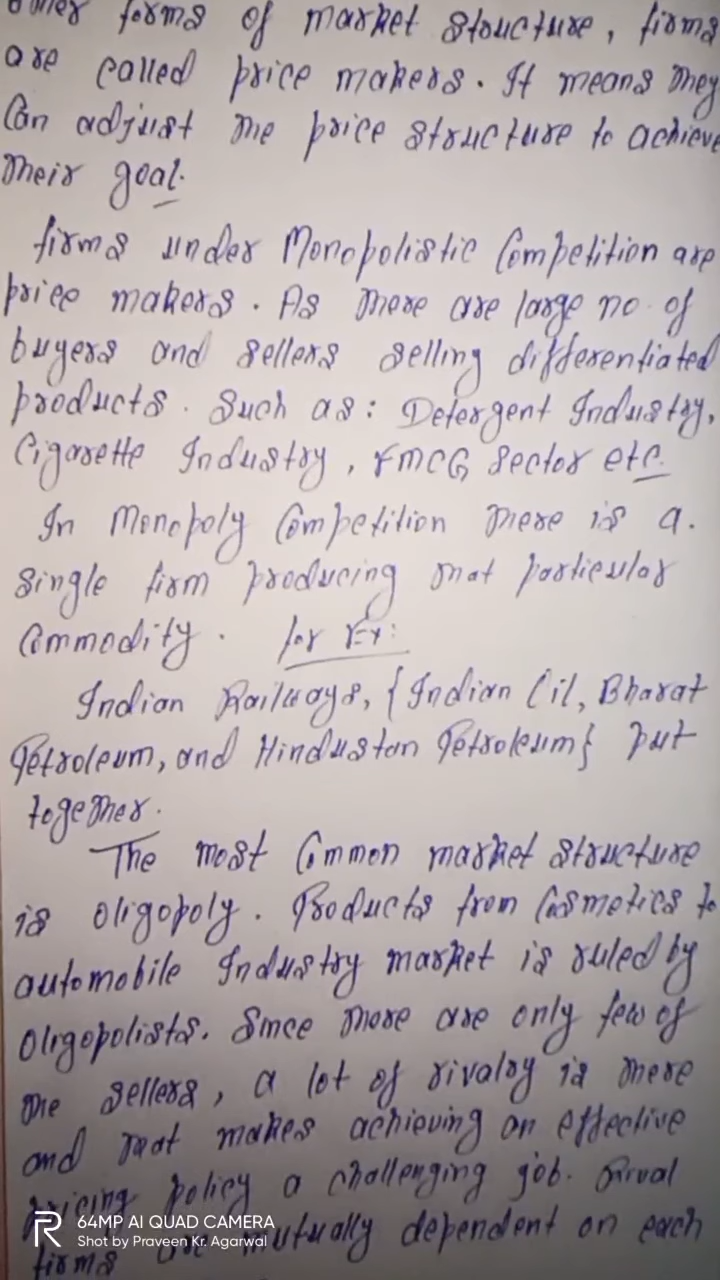 other forms of market structure, firms
are called price makers. It means they
can adjust the price structure to achieve
their goal.
firms under Monopolistic Competition are
price makers. As there are large no. of
buyers and sellers selling differentiated
products. Such as: Detergent Industry,
Cigarette Industry, FMCG Sector etc.
In Monopoly Competition there is a.
single firm producing that particular
Commodity. for Ex:
Indian Railways, {Indian Oil, Bharat
Petroleum, and Hindustan Petroleum} put
together.
The most Common market structure
is oligopoly. Products from Cosmetics to
automobile Industry market is ruled by
oligopolists. Since there are only few of
the sellers, a lot of rivalry is there
and that makes achieving an effective
pricing policy a challenging job. Rival
firms are mutually dependent on each
64MP AI QUAD CAMERA
Shot by Praveen Kr. Agarwal